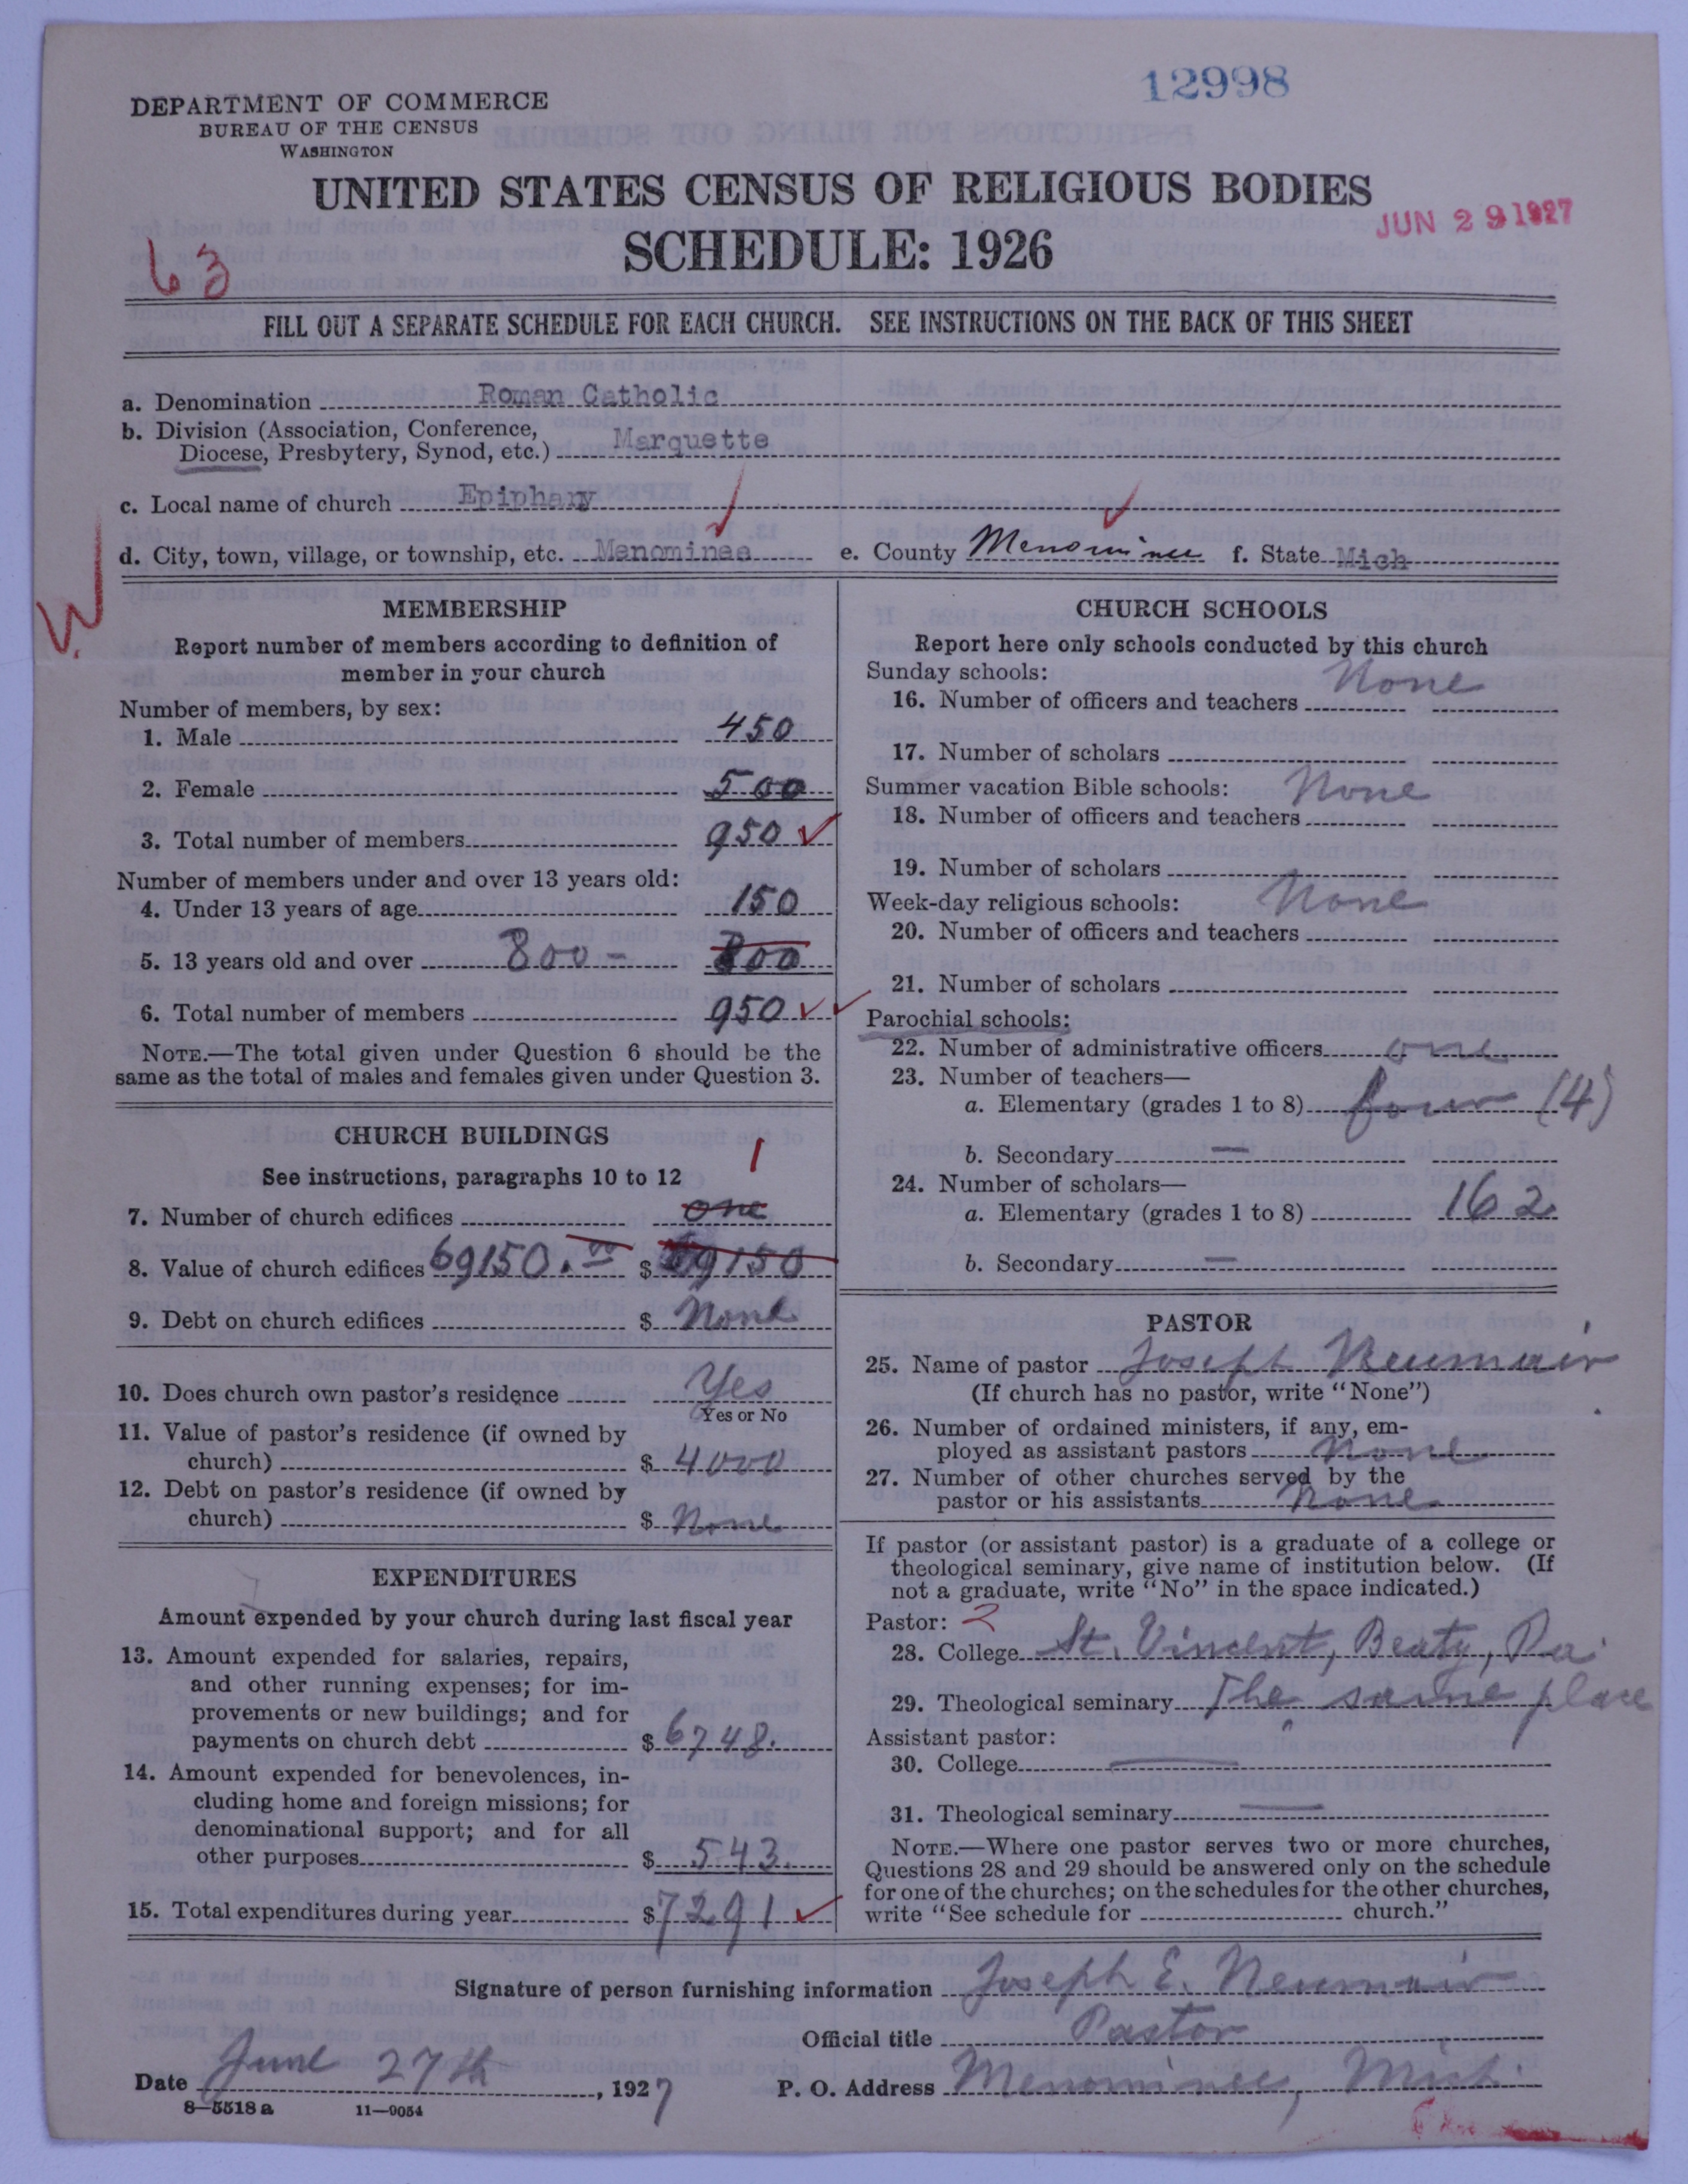 12998
DEPARTMENT OF COMMERCE
BUREAU OF THE CENSUS
WASHINGTON
UNITED STATES CENSUS OF RELIGIOUS BODIES
JUN 29 1927
SCHEDULE: 1926
63
FILL OUT A SEPARATE SCHEDULE FOR EACH CHURCH. SEE INSTRUCTIONS ON THE BACK OF THIS SHEET
a. Denomination Roman Catholic
b. Division (Association, Conference,
Diocese, Presbytery, Synod, etc.) Marquette
c. Local name of church Epiphany
d. City, town, village, or township, etc. Menominee e. County Menominee f. State Mich
MEMBERSHIP
Report number of members according to definition of
member in your church
Number of members, by sex:
1. Male 450
2. Female 500
3. Total number of members 950
Number of members under and over 13 years old:
4. Under 13 years of age 150
5. 13 years old and over 800- 800
6. Total number of members 950
NOTE.—The total given under Question 6 should be the
same as the total of males and females given under Question 3.
CHURCH BUILDINGS
See instructions, paragraphs 10 to 12
1
7. Number of church edifices one
8. Value of church edifices 69150.00 $ 69150
9. Debt on church edifices $ None
10. Does church own pastor's residence Yes
Yes or No
11. Value of pastor's residence (if owned by
church) $ 4000
12. Debt on pastor's residence (if owned by
church) $ None
EXPENDITURES
Amount expended by your church during last fiscal year
13. Amount expended for salaries, repairs,
and other running expenses; for im-
provements or new buildings; and for
payments on church debt $ 6748.
14. Amount expended for benevolences, in-
cluding home and foreign missions; for
denominational support; and for all
other purposes $ 543.
15. Total expenditures during year $ 7291
CHURCH SCHOOLS
Report here only schools conducted by this church
Sunday schools: None
16. Number of officers and teachers
17. Number of scholars
Summer vacation Bible schools: None
18. Number of officers and teachers
19. Number of scholars
Week-day religious schools: None
20. Number of officers and teachers
21. Number of scholars
Parochial schools:
22. Number of administrative officers one
23. Number of teachers—
a. Elementary (grades 1 to 8) four (4)
b. Secondary —
24. Number of scholars—
a. Elementary (grades 1 to 8) 162
b. Secondary —
PASTOR
25. Name of pastor Joseph Neumair
(If church has no pastor, write "None")
26. Number of ordained ministers, if any, em-
ployed as assistant pastors none
27. Number of other churches served by the
pastor or his assistants None
If pastor (or assistant pastor) is a graduate of a college or
theological seminary, give name of institution below. (If
not a graduate, write "No" in the space indicated.)
Pastor: 2
28. College St. Vincent, Beatty, Pa.
29. Theological seminary The same place
Assistant pastor:
30. College —
31. Theological seminary —
NOTE.—Where one pastor serves two or more churches,
Questions 28 and 29 should be answered only on the schedule
for one of the churches; on the schedules for the other churches,
write "See schedule for church."
Signature of person furnishing information Joseph E. Neumair
Official title Pastor
Date June 27th, 1927 P. O. Address Menominee, Mich.
8—5518a 11—9054